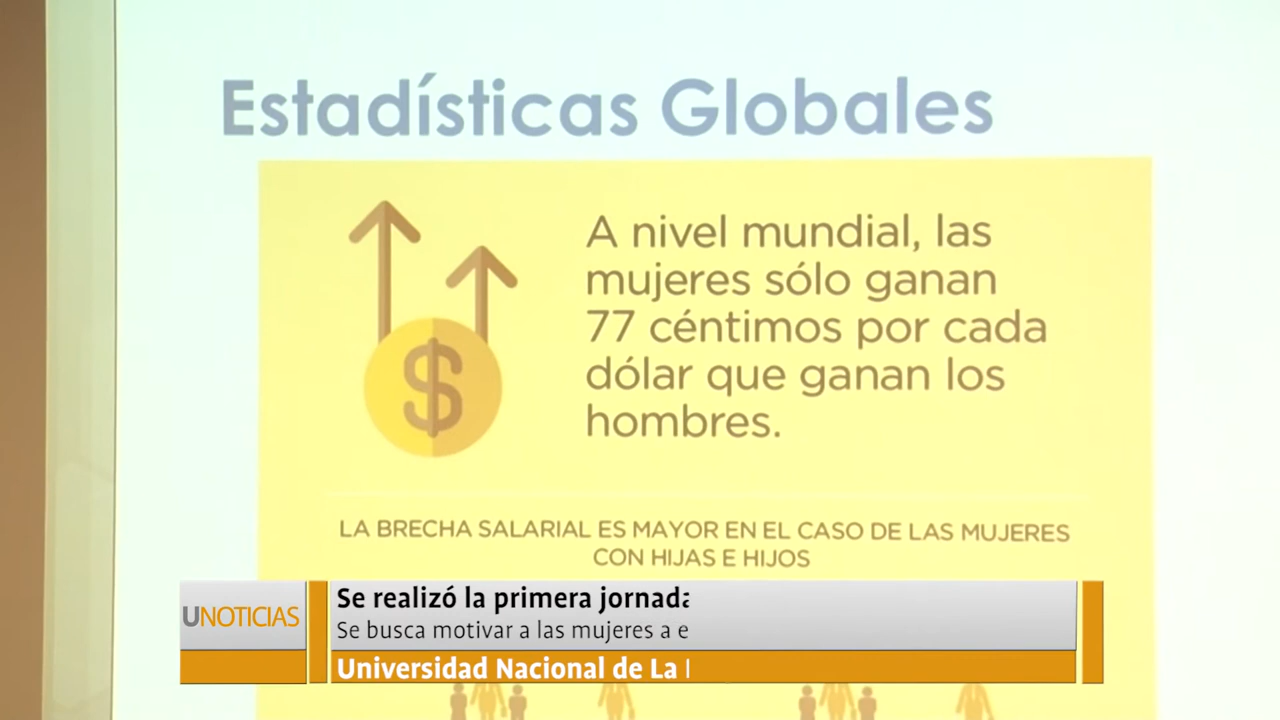 Estadísticas Globales
A nivel mundial, las
mujeres sólo ganan
77 céntimos por cada
dólar que ganan los
hombres.
$
LA BRECHA SALARIAL ES MAYOR EN EL CASO DE LAS MUJERES
CON HIJAS E HIJOS
UNOTICIAS
Se realizó la primera jornada
Se busca motivar a las mujeres a e
Universidad Nacional de La